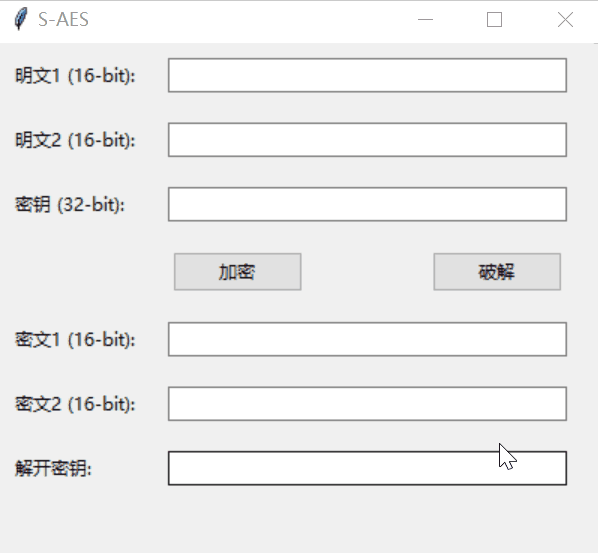 S-AES
明文1 (16-bit):
明文2 (16-bit):
密钥 (32-bit):
加密 破解
密文1 (16-bit):
密文2 (16-bit):
解开密钥: